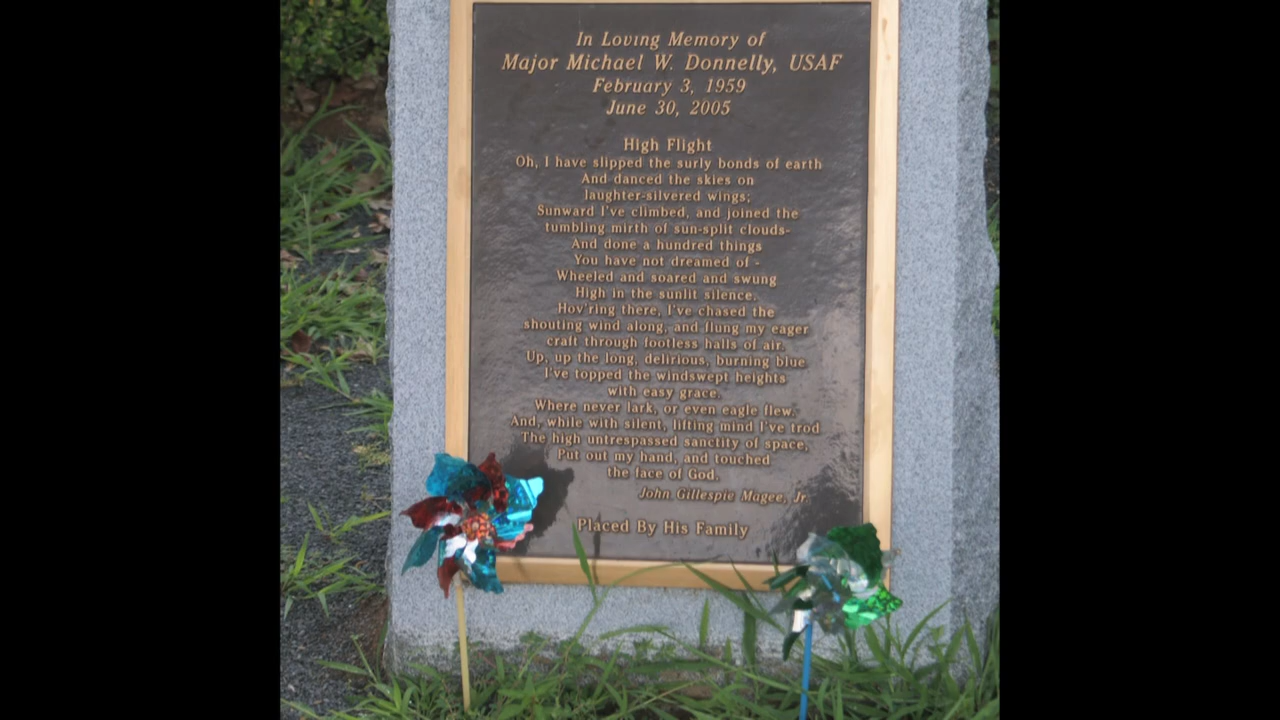 In Loving Memory of
Major Michael W. Donnelly, USAF
February 3, 1959
June 30, 2005
High Flight
Oh, I have slipped the surly bonds of earth
And danced the skies on
laughter-silvered wings;
Sunward I've climbed, and joined the
tumbling mirth of sun-split clouds-
And done a hundred things
You have not dreamed of -
Wheeled and soared and swung
High in the sunlit silence.
Hov'ring there, I've chased the
shouting wind along, and flung my eager
craft through footless halls of air.
Up, up the long, delirious, burning blue
I've topped the windswept heights
with easy grace.
Where never lark, or even eagle flew.
And, while with silent, lifting mind I've trod
The high untrespassed sanctity of space,
Put out my hand, and touched
the face of God.
John Gillespie Magee, Jr.
Placed By His Family